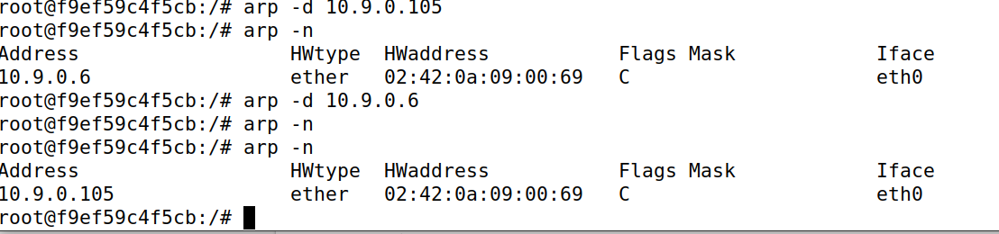 root@f9ef59c4f5cb:/# arp -d 10.9.0.105
root@f9ef59c4f5cb:/# arp -n
Address                  HWtype  HWaddress           Flags Mask            Iface
10.9.0.6                 ether   02:42:0a:09:00:69   C                     eth0
root@f9ef59c4f5cb:/# arp -d 10.9.0.6
root@f9ef59c4f5cb:/# arp -n
root@f9ef59c4f5cb:/# arp -n
Address                  HWtype  HWaddress           Flags Mask            Iface
10.9.0.105               ether   02:42:0a:09:00:69   C                     eth0
root@f9ef59c4f5cb:/#